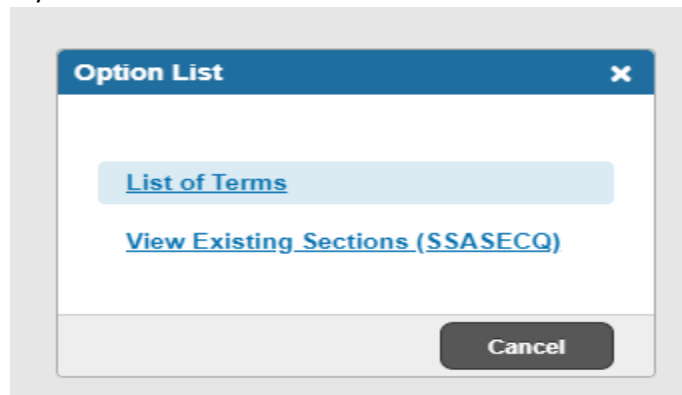 Option List
List of Terms
View Existing Sections (SSASECQ)
Cancel